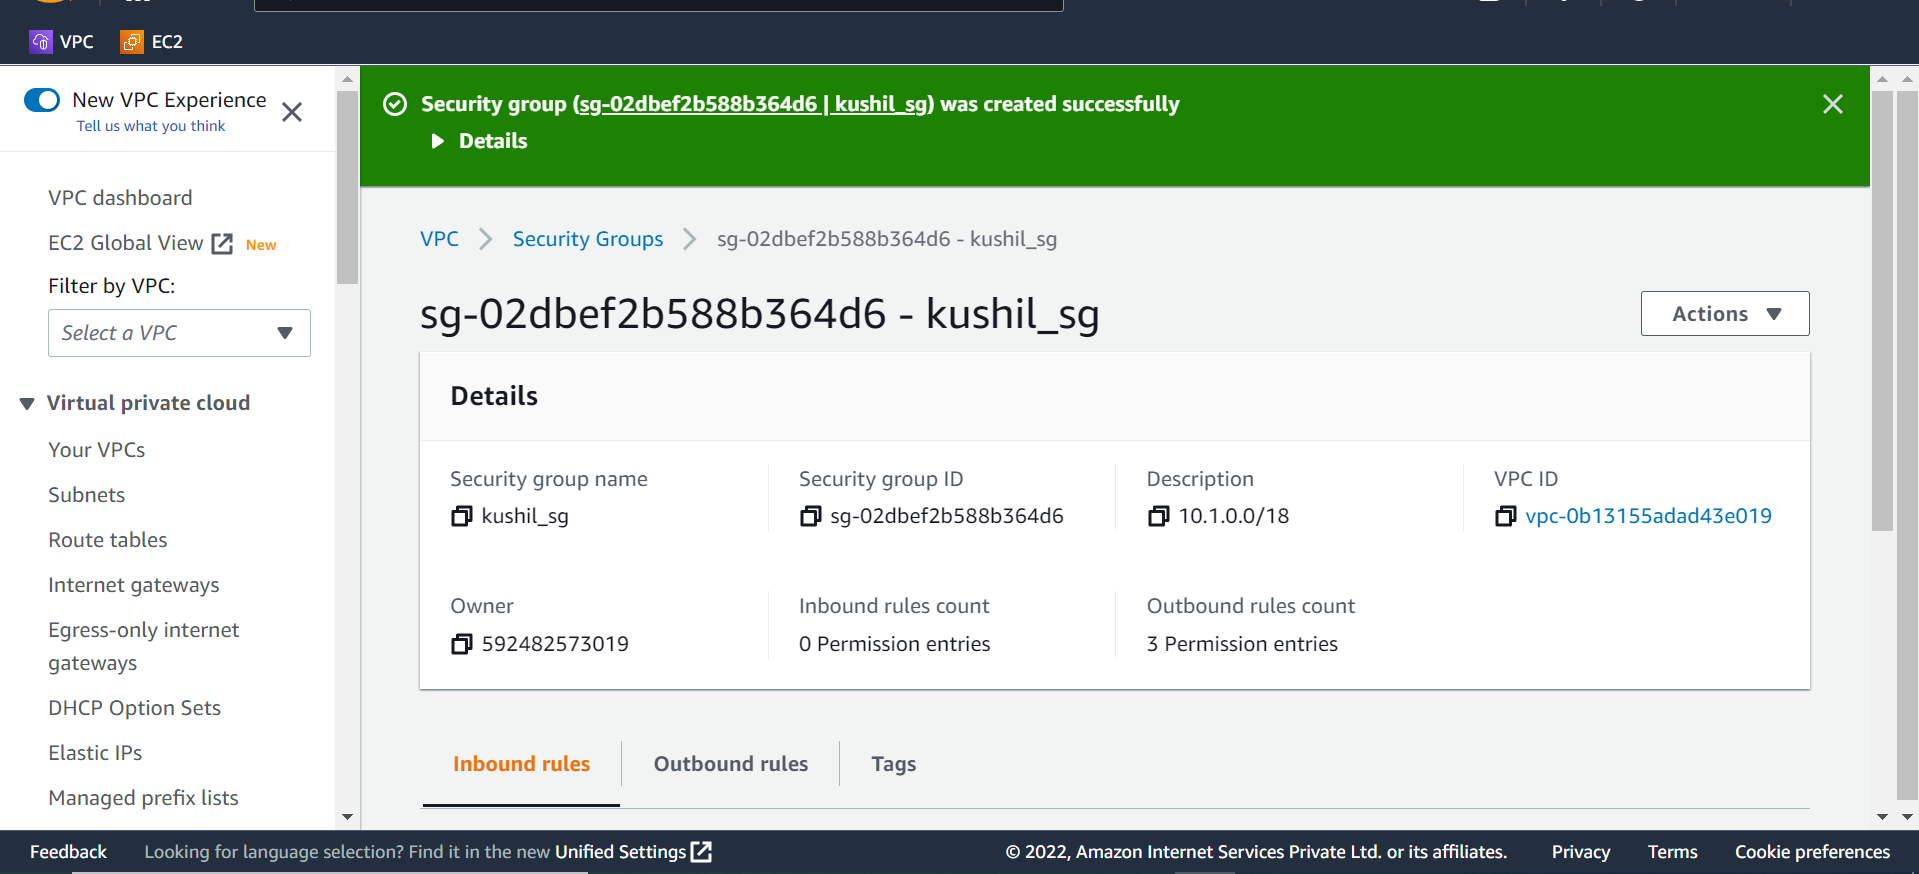 VPC EC2
New VPC Experience
Tell us what you think
VPC dashboard
EC2 Global View New
Filter by VPC:
Select a VPC
Virtual private cloud
Your VPCs
Subnets
Route tables
Internet gateways
Egress-only internet
gateways
DHCP Option Sets
Elastic IPs
Managed prefix lists
Security group (sg-02dbef2b588b364d6 | kushil_sg) was created successfully
Details
VPC Security Groups sg-02dbef2b588b364d6 - kushil_sg
sg-02dbef2b588b364d6 - kushil_sg
Actions
Details
Security group name
kushil_sg
Security group ID
sg-02dbef2b588b364d6
Description
10.1.0.0/18
VPC ID
vpc-0b13155adad43e019
Owner
592482573019
Inbound rules count
0 Permission entries
Outbound rules count
3 Permission entries
Inbound rules Outbound rules Tags
Feedback Looking for language selection? Find it in the new Unified Settings © 2022, Amazon Internet Services Private Ltd. or its affiliates. Privacy Terms Cookie preferences